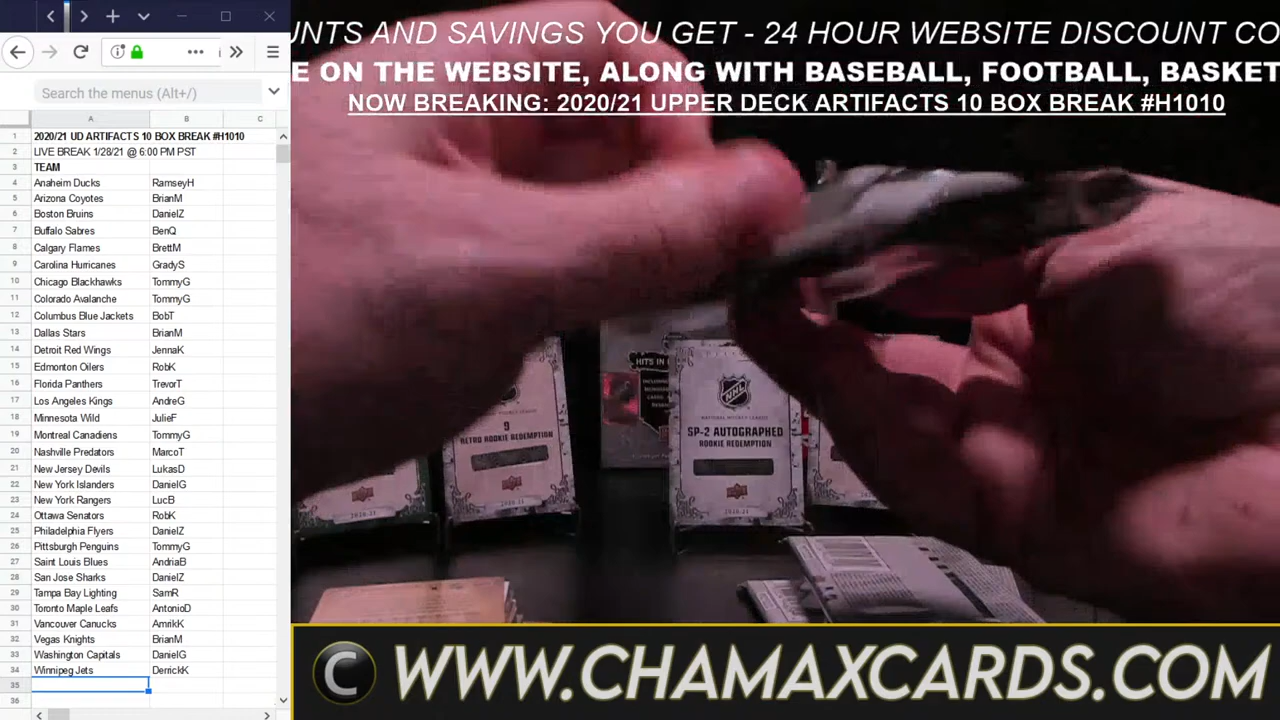 UNTS AND SAVINGS YOU GET - 24 HOUR WEBSITE DISCOUNT CO
E ON THE WEBSITE, ALONG WITH BASEBALL, FOOTBALL, BASKET
NOW BREAKING: 2020/21 UPPER DECK ARTIFACTS 10 BOX BREAK #H1010
Search the menus (Alt+/)
A B C
1 2020/21 UD ARTIFACTS 10 BOX BREAK #H1010
2 LIVE BREAK 1/28/21 @ 6:00 PM PST
3 TEAM
4 Anaheim Ducks RamseyH
5 Arizona Coyotes BrianM
6 Boston Bruins DanielZ
7 Buffalo Sabres BenQ
8 Calgary Flames BrettM
9 Carolina Hurricanes GradyS
10 Chicago Blackhawks TommyG
11 Colorado Avalanche TommyG
12 Columbus Blue Jackets BobT
13 Dallas Stars BrianM
14 Detroit Red Wings JennaK
15 Edmonton Oilers RobK
16 Florida Panthers TrevorT
17 Los Angeles Kings AndreG
18 Minnesota Wild JulieF
19 Montreal Canadiens TommyG
20 Nashville Predators MarcoT
21 New Jersey Devils LukasD
22 New York Islanders DanielG
23 New York Rangers LucB
24 Ottawa Senators RobK
25 Philadelphia Flyers DanielZ
26 Pittsburgh Penguins TommyG
27 Saint Louis Blues AndriaB
28 San Jose Sharks DanielZ
29 Tampa Bay Lighting SamR
30 Toronto Maple Leafs AntonioD
31 Vancouver Canucks AmrikK
32 Vegas Knights BrianM
33 Washington Capitals DanielG
34 Winnipeg Jets DerrickK
35
36
HITS IN
9
RETRO ROOKIE REDEMPTION
2020-21
NHL
NATIONAL HOCKEY LEAGUE
SP-2 AUTOGRAPHED
ROOKIE REDEMPTION
2020-21
C WWW.CHAMAXCARDS.COM